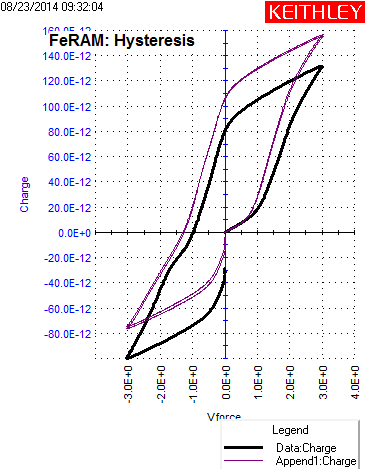 08/23/2014 09:32:04
KEITHLEY
FeRAM: Hysteresis
160.0E-12
140.0E-12
120.0E-12
100.0E-12
80.0E-12
60.0E-12
40.0E-12
20.0E-12
0.0E+0
-20.0E-12
-40.0E-12
-60.0E-12
-80.0E-12
Charge
-3.0E+0
-2.0E+0
-1.0E+0
0.0E+0
1.0E+0
2.0E+0
3.0E+0
4.0E+0
Vforce
Legend
Data:Charge
Append1:Charge